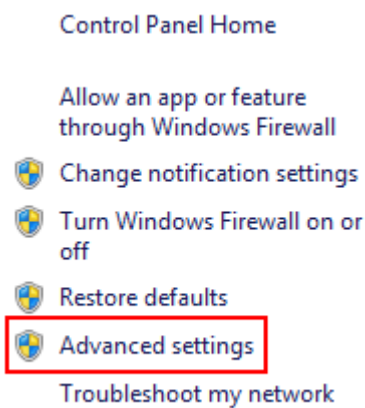 Control Panel Home
Allow an app or feature
through Windows Firewall
Change notification settings
Turn Windows Firewall on or
off
Restore defaults
Advanced settings
Troubleshoot my network